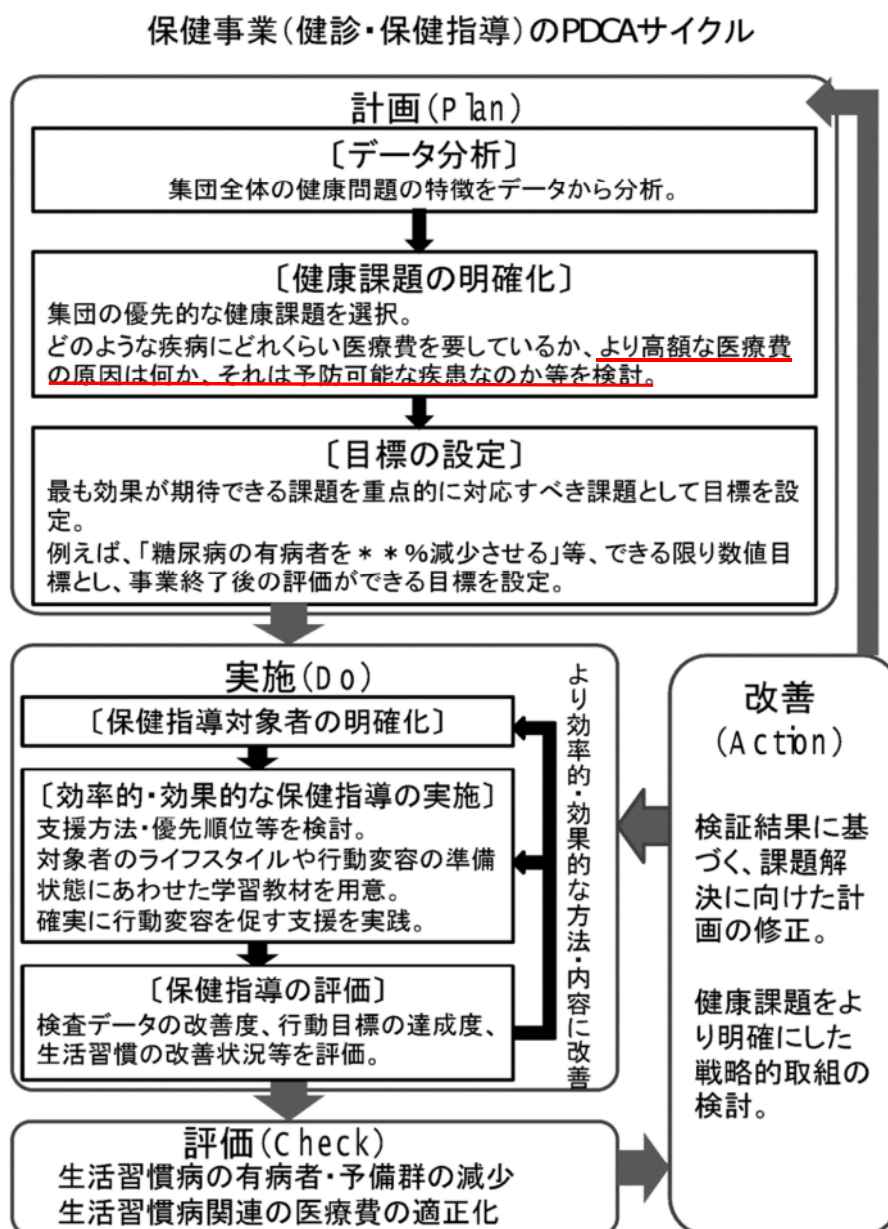 保健事業(健診・保健指導)のPDCAサイクル
計画(Plan)
〔データ分析〕
集団全体の健康問題の特徴をデータから分析。
〔健康課題の明確化〕
集団の優先的な健康課題を選択。
どのような疾病にどれくらい医療費を要しているか、より高額な医療費
の原因は何か、それは予防可能な疾患なのか等を検討。
〔目標の設定〕
最も効果が期待できる課題を重点的に対応すべき課題として目標を設
定。
例えば、「糖尿病の有病者を**%減少させる」等、できる限り数値目
標とし、事業終了後の評価ができる目標を設定。
実施(Do)
〔保健指導対象者の明確化〕
〔効率的・効果的な保健指導の実施〕
支援方法・優先順位等を検討。
対象者のライフスタイルや行動変容の準備
状態にあわせた学習教材を用意。
確実に行動変容を促す支援を実践。
〔保健指導の評価〕
検査データの改善度、行動目標の達成度、
生活習慣の改善状況等を評価。
より効率的・効果的な方法・内容に改善
評価(Check)
生活習慣病の有病者・予備群の減少
生活習慣病関連の医療費の適正化
改善
(Action)
検証結果に基
づく、課題解
決に向けた計
画の修正。
健康課題をよ
り明確にした
戦略的取組の
検討。